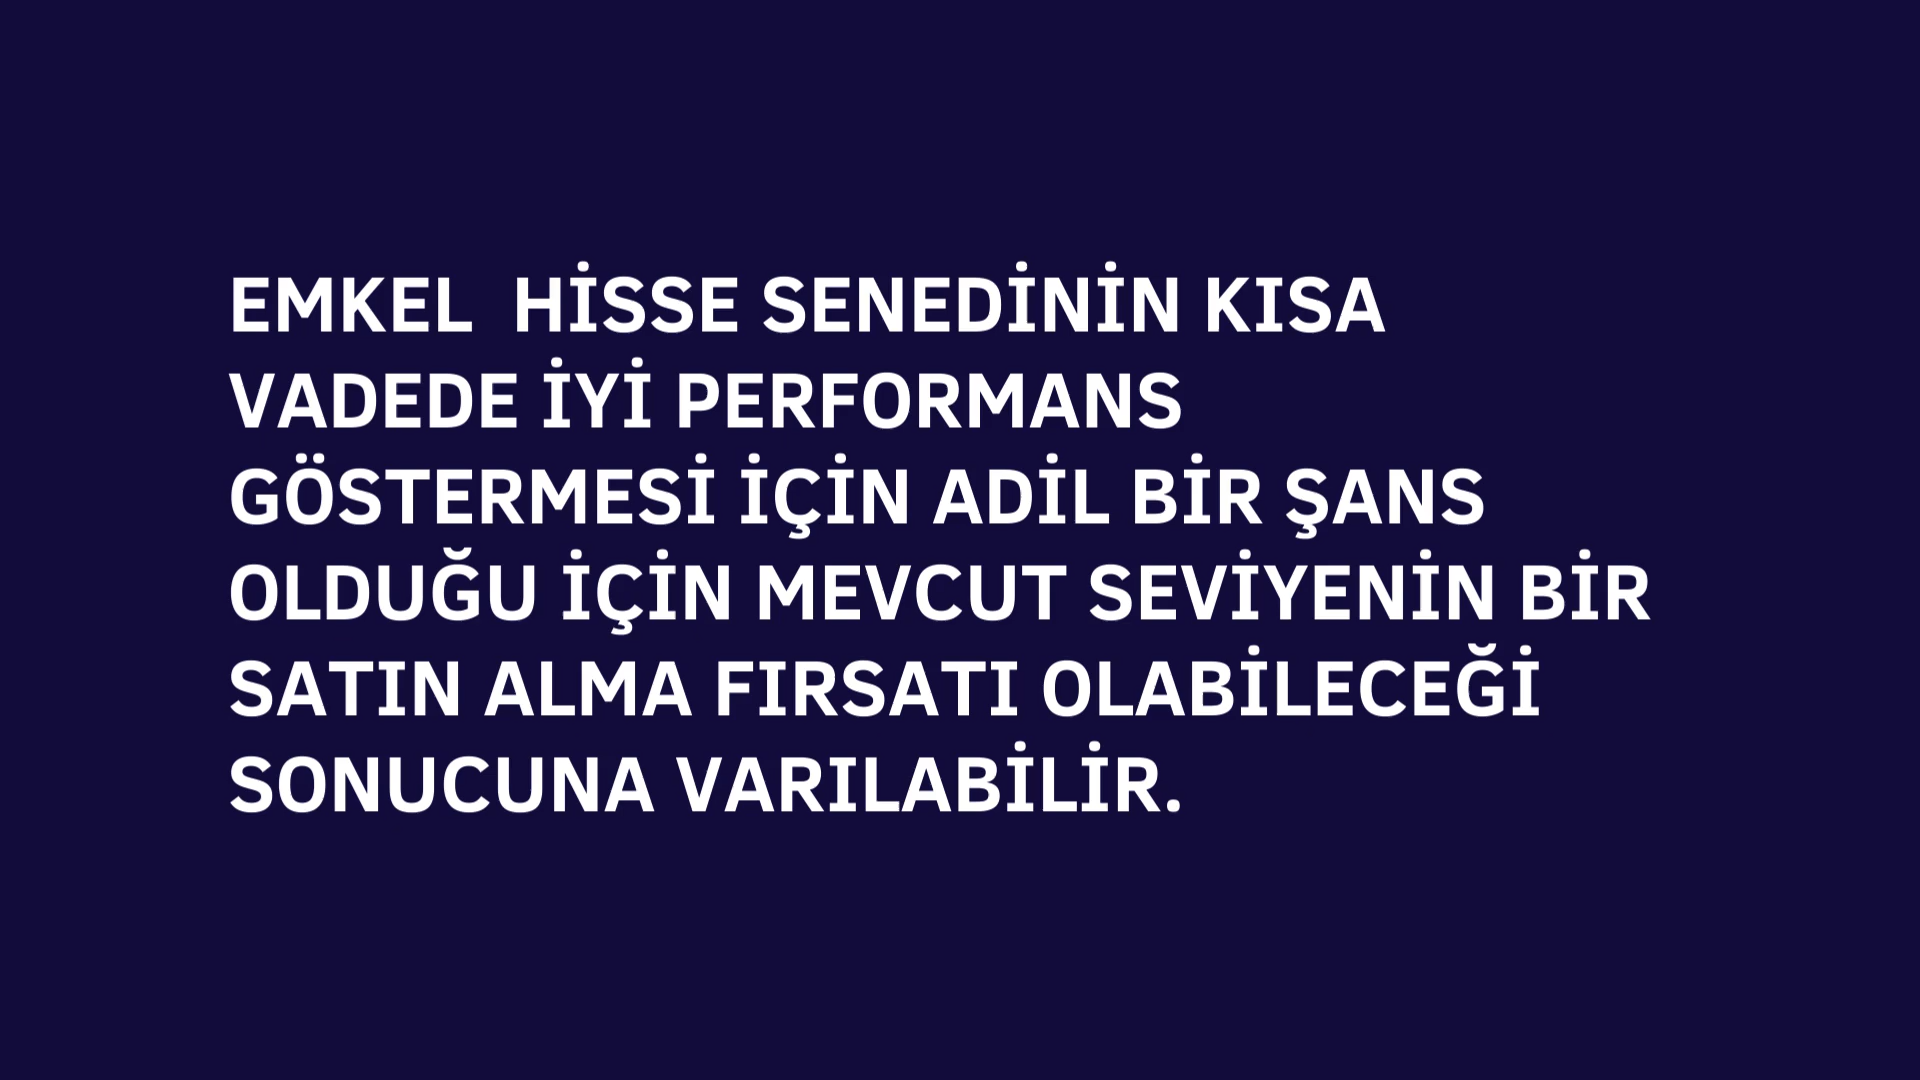 EMKEL  HİSSE SENEDİNİN KISA
VADEDE İYİ PERFORMANS
GÖSTERMESİ İÇİN ADİL BİR ŞANS
OLDUĞU İÇİN MEVCUT SEVİYENİN BİR
SATIN ALMA FIRSATI OLABİLECEĞİ
SONUCUNA VARILABİLİR.